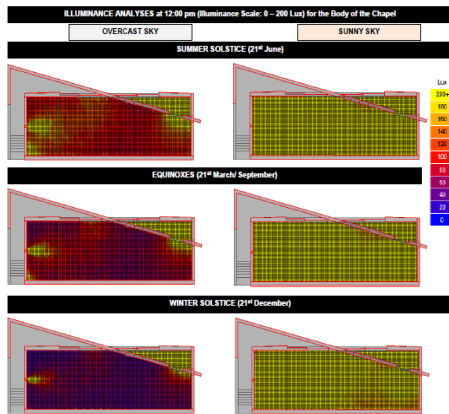 ILLUMINANCE ANALYSES at 12:00 pm (Illuminance Scale: 0 – 200 Lux) for the Body of the Chapel
OVERCAST SKY
SUNNY SKY
SUMMER SOLSTICE (21st June)
Lux
200+
180
160
140
120
100
80
60
40
20
0
EQUINOXES (21st March/ September)
WINTER SOLSTICE (21st December)